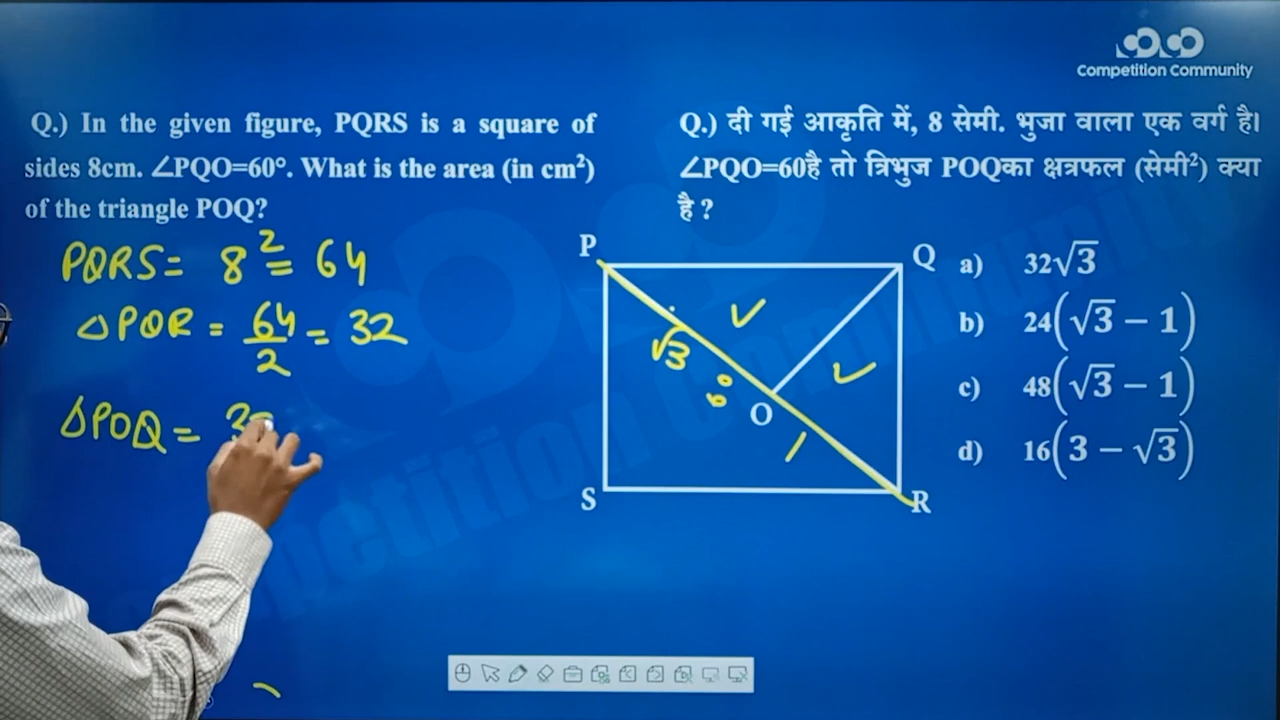 Competition Community
Q.) In the given figure, PQRS is a square of
sides 8cm. ∠PQO=60°. What is the area (in cm²)
of the triangle POQ?
Q.) दी गई आकृति में, 8 सेमी. भुजा वाला एक वर्ग है।
∠PQO=60है तो त्रिभुज POQका क्षत्रफल (सेमी²) क्या
है ?
PQRS = 8² = 64
△PQR = 64/2 = 32
△POQ =
P
Q
√3
6
O
1
S
R
a) 32√3
b) 24(√3 − 1)
c) 48(√3 − 1)
d) 16(3 − √3)